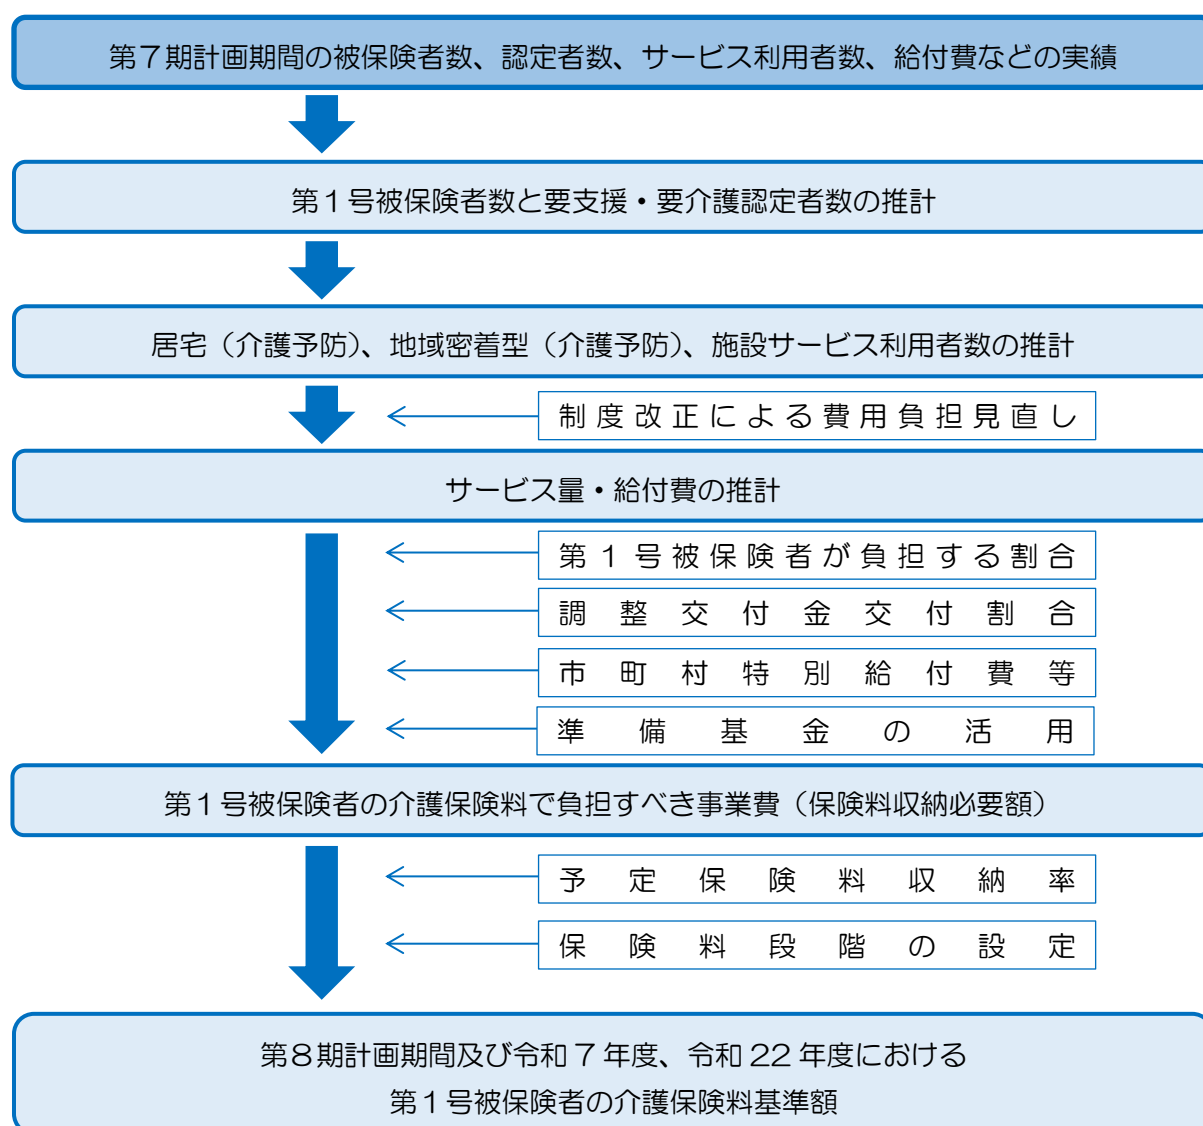 第７期計画期間の被保険者数、認定者数、サービス利用者数、給付費などの実績
第１号被保険者数と要支援・要介護認定者数の推計
居宅（介護予防）、地域密着型（介護予防）、施設サービス利用者数の推計
制度改正による費用負担見直し
サービス量・給付費の推計
第１号被保険者が負担する割合
調整交付金交付割合
市町村特別給付費等
準備基金の活用
第１号被保険者の介護保険料で負担すべき事業費（保険料収納必要額）
予定保険料収納率
保険料段階の設定
第８期計画期間及び令和７年度、令和 22 年度における
第１号被保険者の介護保険料基準額